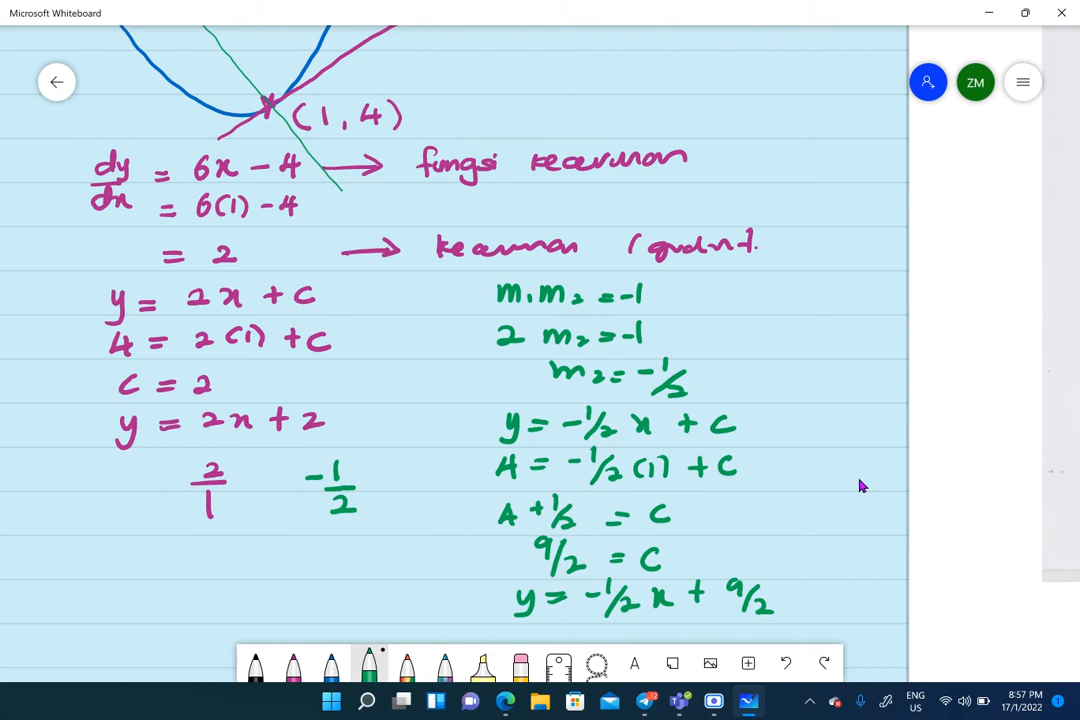 Microsoft Whiteboard
ZM
(1, 4)
dy/dx = 6x - 4 → fungsi kecerunan
= 6(1) - 4
= 2 → kecerunan
y = 2x + c
4 = 2(1) + c
c = 2
y = 2x + 2
2/1 -1/2
m₁m₂ = -1
2 m₂ = -1
m₂ = -1/2
y = -1/2 x + c
4 = -1/2 (1) + c
4 + 1/2 = c
9/2 = c
y = -1/2 x + 9/2
A
12
ENG
US
8:57 PM
17/1/2022
1